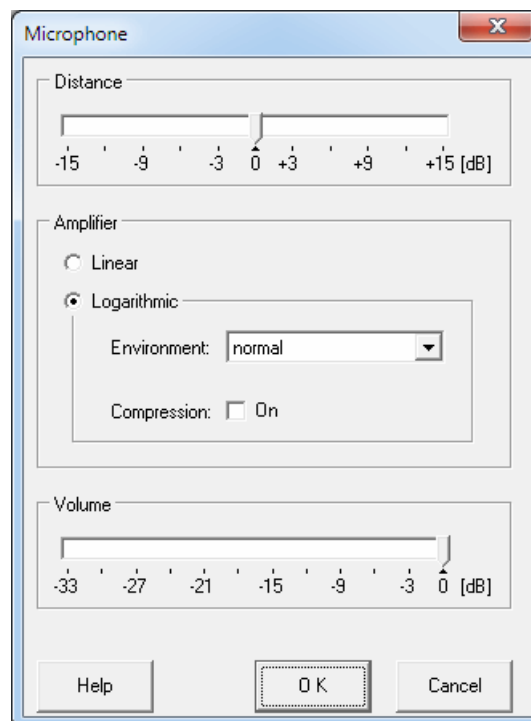 Microphone
Distance
-15 -9 -3 0 +3 +9 +15 [dB]
Amplifier
Linear
Logarithmic
Environment: normal
Compression: On
Volume
-33 -27 -21 -15 -9 -3 0 [dB]
Help O K Cancel